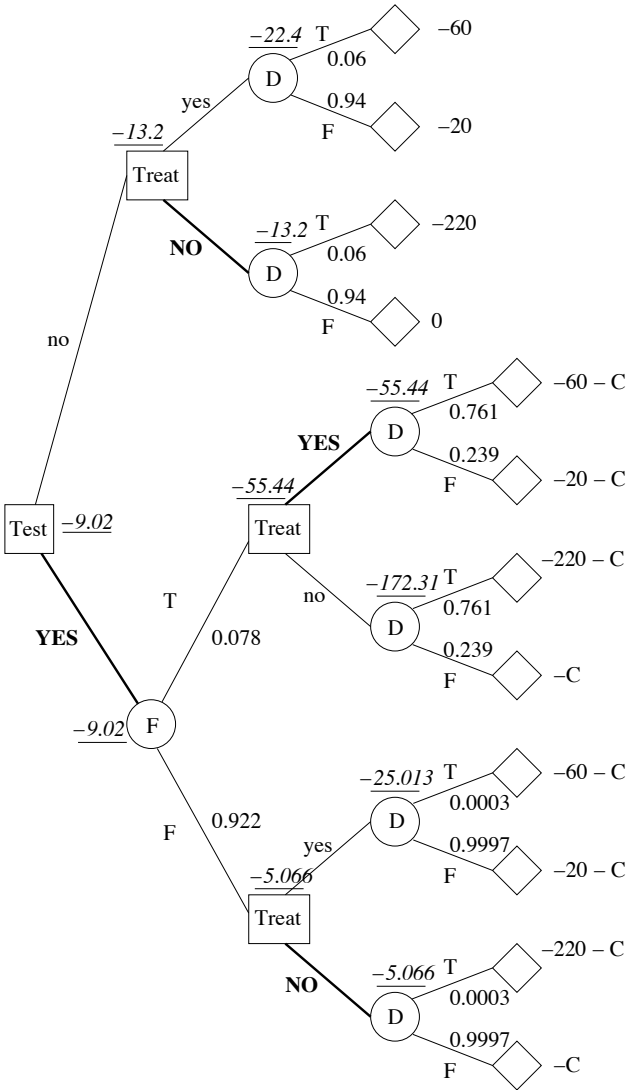 −22.4 T −60
0.06
D
yes 0.94 −20
F
−13.2
Treat
−13.2 T −220
NO 0.06
D
0.94 0
F
no
−55.44 T −60 − C
0.761
YES D
0.239 −20 − C
F
−55.44
Test −9.02 Treat
−220 − C
−172.31 T
no 0.761
T D
0.239
YES 0.078 F −C
−9.02 F
−60 − C
−25.013 T
0.0003
F 0.922 D
yes 0.9997
F −20 − C
−5.066
Treat
−220 − C
−5.066 T
NO 0.0003
D
0.9997
F −C